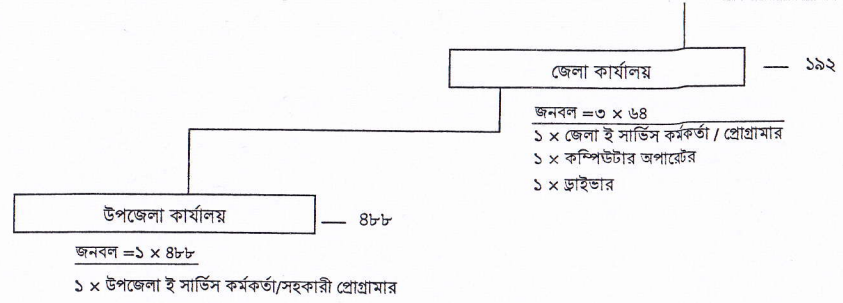 জেলা কার্যালয় — ১৯২
জনবল =৩ × ৬৪
১ × জেলা ই সার্ভিস কর্মকর্তা / প্রোগ্রামার
১ × কম্পিউটার অপারেটর
১ × ড্রাইভার
উপজেলা কার্যালয় — ৪৮৮
জনবল =১ × ৪৮৮
১ × উপজেলা ই সার্ভিস কর্মকর্তা/সহকারী প্রোগ্রামার